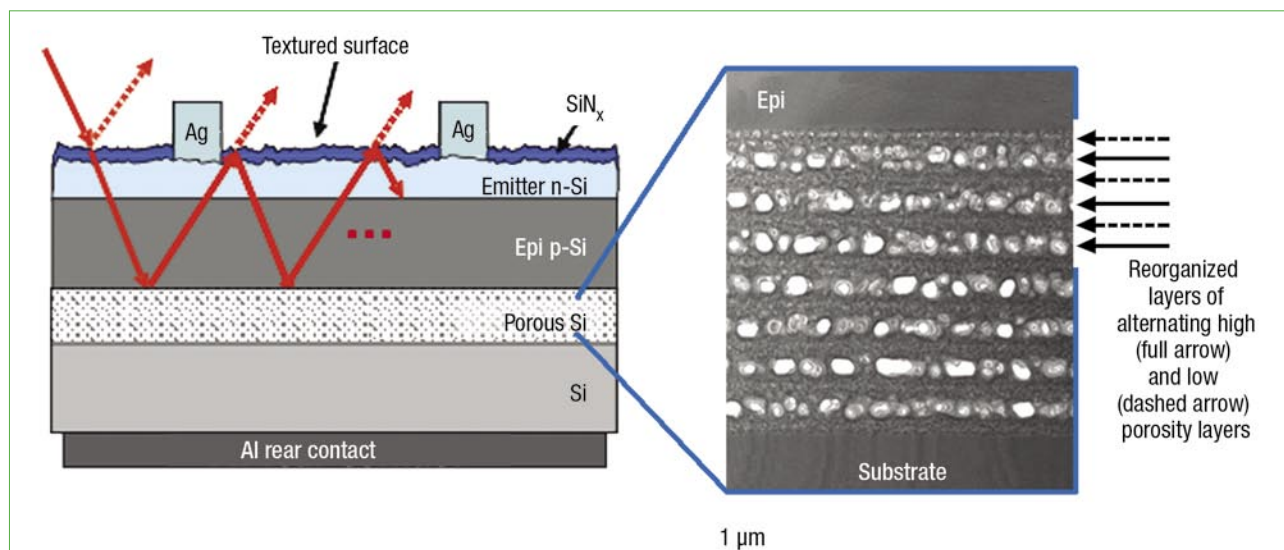 Textured surface
SiNx
Ag
Ag
Emitter n-Si
Epi p-Si
Porous Si
Si
Al rear contact
Epi
Substrate
Reorganized
layers of
alternating high
(full arrow)
and low
(dashed arrow)
porosity layers
1 µm